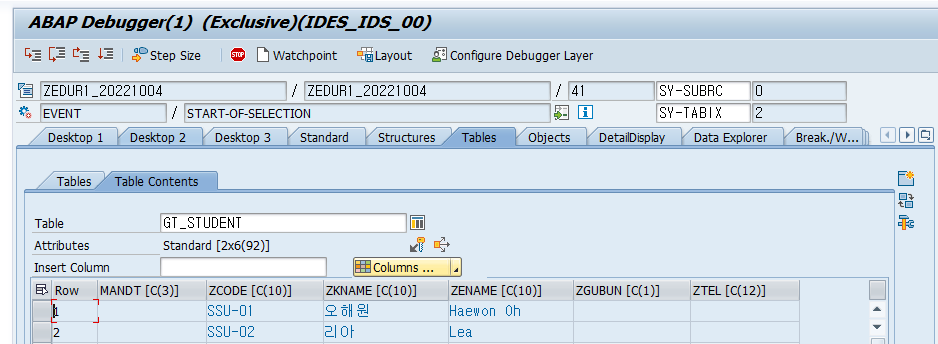 ABAP Debugger(1) (Exclusive)(IDES_IDS_00)
Step Size STOP Watchpoint Layout Configure Debugger Layer
ZEDUR1_20221004 / ZEDUR1_20221004 / 41 SY-SUBRC 0
EVENT / START-OF-SELECTION SY-TABIX 2
Desktop 1 Desktop 2 Desktop 3 Standard Structures Tables Objects DetailDisplay Data Explorer Break./W...
Tables Table Contents
Table GT_STUDENT
Attributes Standard [2x6(92)]
Insert Column Columns ...
Row MANDT [C(3)] ZCODE [C(10)] ZKNAME [C(10)] ZENAME [C(10)] ZGUBUN [C(1)] ZTEL [C(12)]
1 SSU-01 오해원 Haewon Oh
2 SSU-02 리아 Lea